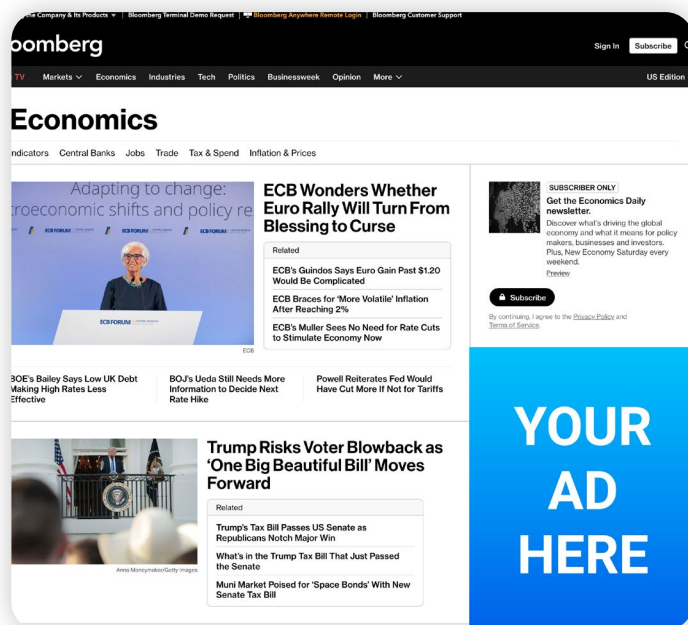 the Company & Its Products
Bloomberg Terminal Demo Request
Bloomberg Anywhere Remote Login
Bloomberg Customer Support
oomberg
Sign In
Subscribe
TV
Markets
Economics
Industries
Tech
Politics
Businessweek
Opinion
More
US Edition
Economics
ndicators
Central Banks
Jobs
Trade
Tax & Spend
Inflation & Prices
Adapting to change:
roeconomic shifts and policy re
ECB FORUM
ECB FORUM
ECB FORUM
ECB FORUM
ECB
ECB Wonders Whether
Euro Rally Will Turn From
Blessing to Curse
Related
ECB's Guindos Says Euro Gain Past $1.20
Would Be Complicated
ECB Braces for 'More Volatile' Inflation
After Reaching 2%
ECB's Muller Sees No Need for Rate Cuts
to Stimulate Economy Now
BOE's Bailey Says Low UK Debt
Making High Rates Less
Effective
BOJ's Ueda Still Needs More
Information to Decide Next
Rate Hike
Powell Reiterates Fed Would
Have Cut More If Not for Tariffs
Anna Moneymaker/Getty Images
Trump Risks Voter Blowback as
'One Big Beautiful Bill' Moves
Forward
Related
Trump's Tax Bill Passes US Senate as
Republicans Notch Major Win
What's in the Trump Tax Bill That Just Passed
the Senate
Muni Market Poised for 'Space Bonds' With New
Senate Tax Bill
SUBSCRIBER ONLY
Get the Economics Daily
newsletter.
Discover what's driving the global
economy and what it means for policy
makers, businesses and investors.
Plus, New Economy Saturday every
weekend.
Preview
Subscribe
By continuing, I agree to the Privacy Policy and
Terms of Service.
YOUR
AD
HERE